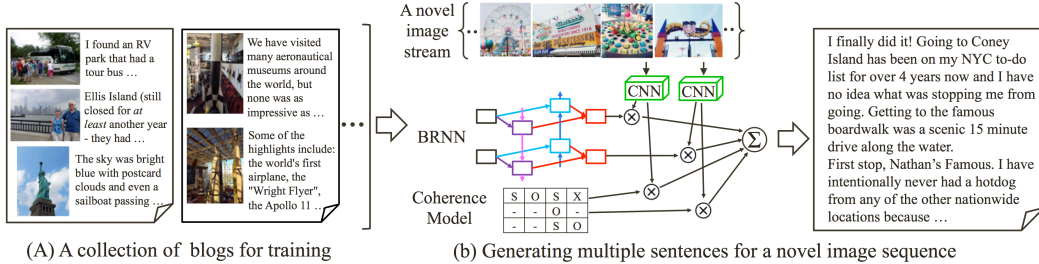 I found an RV
park that had a
tour bus …
Ellis Island (still
closed for at
least another year
- they had …
The sky was bright
blue with postcard
clouds and even a
sailboat passing …
We have visited
many aeronautical
museums around
the world, but
none was as
impressive as …
Some of the
highlights include:
the world's first
airplane, the
"Wright Flyer",
the Apollo 11 …
(A) A collection of blogs for training
A novel
image
stream
CNN
CNN
BRNN
Coherence
Model
S O S X
- - O -
- - S O
Σ
(b) Generating multiple sentences for a novel image sequence
I finally did it! Going to Coney
Island has been on my NYC to-do
list for over 4 years now and I have
no idea what was stopping me from
going. Getting to the famous
boardwalk was a scenic 15 minute
drive along the water.
First stop, Nathan's Famous. I have
intentionally never had a hotdog
from any of the other nationwide
locations because …